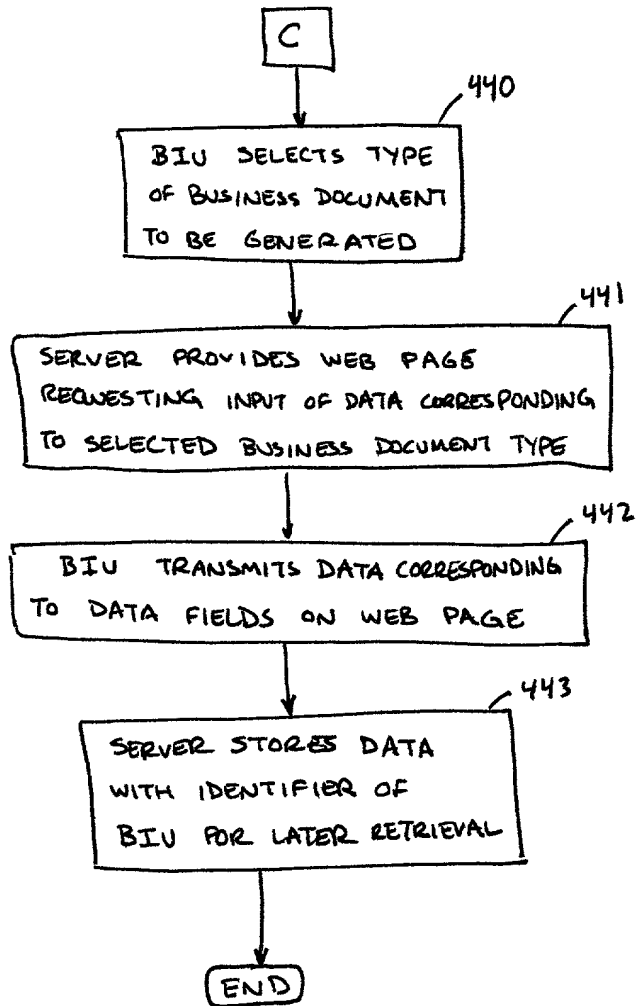 C
440
BIU SELECTS TYPE
OF BUSINESS DOCUMENT
TO BE GENERATED
441
SERVER PROVIDES WEB PAGE
REQUESTING INPUT OF DATA CORRESPONDING
TO SELECTED BUSINESS DOCUMENT TYPE
442
BIU TRANSMITS DATA CORRESPONDING
TO DATA FIELDS ON WEB PAGE
443
SERVER STORES DATA
WITH IDENTIFIER OF
BIU FOR LATER RETRIEVAL
END